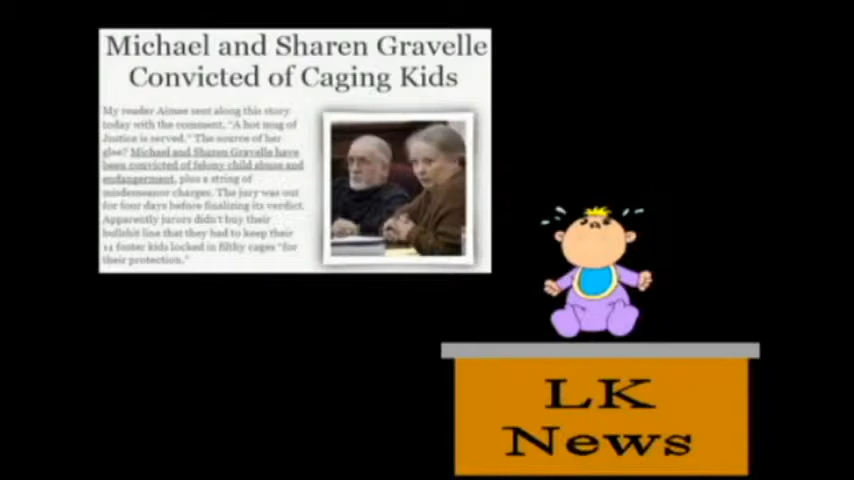 Michael and Sharen Gravelle
Convicted of Caging Kids
My reader Aimee sent along this story
today with the comment, "A hot mug of
Justice is served." The source of her
glee? Michael and Sharen Gravelle have
been convicted of felony child abuse and
endangerment, plus a string of
misdemeanor charges. The jury was out
for four days before finalizing its verdict.
Apparently jurors didn't buy their
bullshit line that they had to keep their
11 foster kids locked in filthy cages "for
their protection."
LK
News